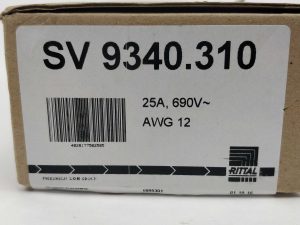 SV 9340.310
25A, 690V~
AWG 12
RITTAL